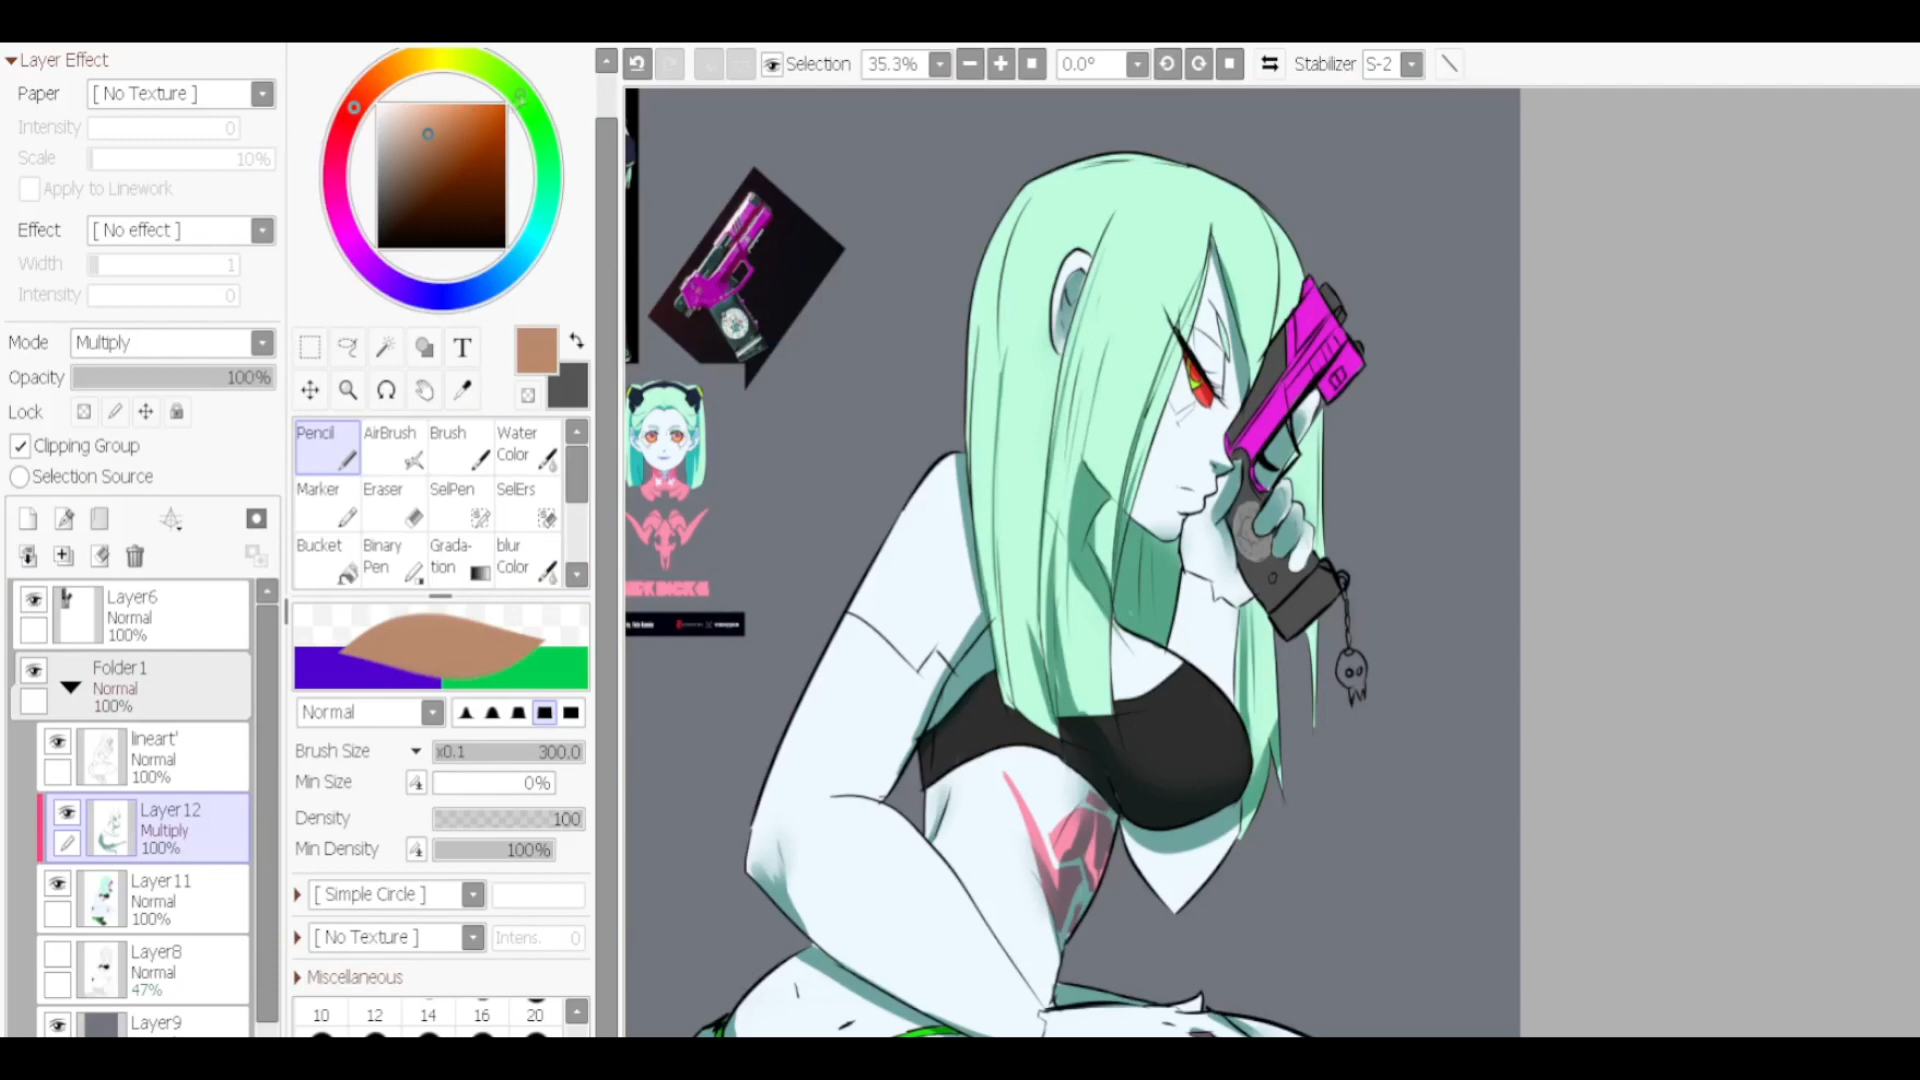 Layer Effect
Paper [ No Texture ]
Intensity 0
Scale 10%
Apply to Linework
Effect [ No effect ]
Width 1
Intensity 0
Mode Multiply
Opacity 100%
Lock
Clipping Group
Selection Source
Layer6
Normal
100%
Folder1
Normal
100%
lineart'
Normal
100%
Layer12
Multiply
100%
Layer11
Normal
100%
Layer8
Normal
47%
Layer9
T
Pencil AirBrush Brush Water Color
Marker Eraser SelPen SelErs
Bucket Binary Pen Grada-tion blur Color
Normal
Brush Size x0.1 300.0
Min Size 0%
Density 100
Min Density 100%
[ Simple Circle ]
[ No Texture ] Intens. 0
Miscellaneous
10 12 14 16 20
Selection 35.3% 0.0° Stabilizer S-2